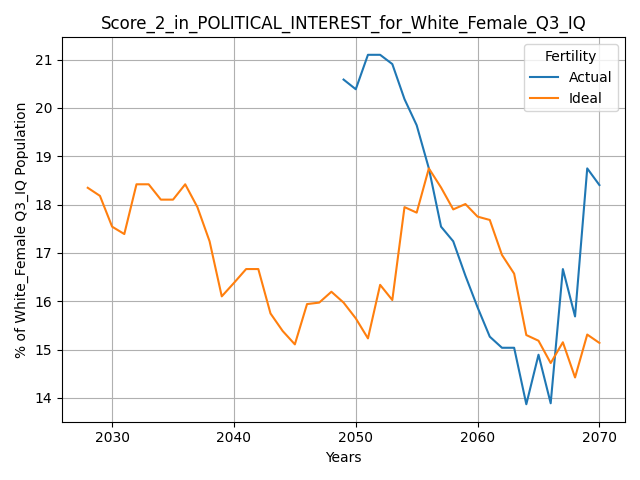 Score_2_in_POLITICAL_INTEREST_for_White_Female_Q3_IQ
Fertility
Actual
Ideal
% of White_Female Q3_IQ Population
21
20
19
18
17
16
15
14
2030 2040 2050 2060 2070
Years